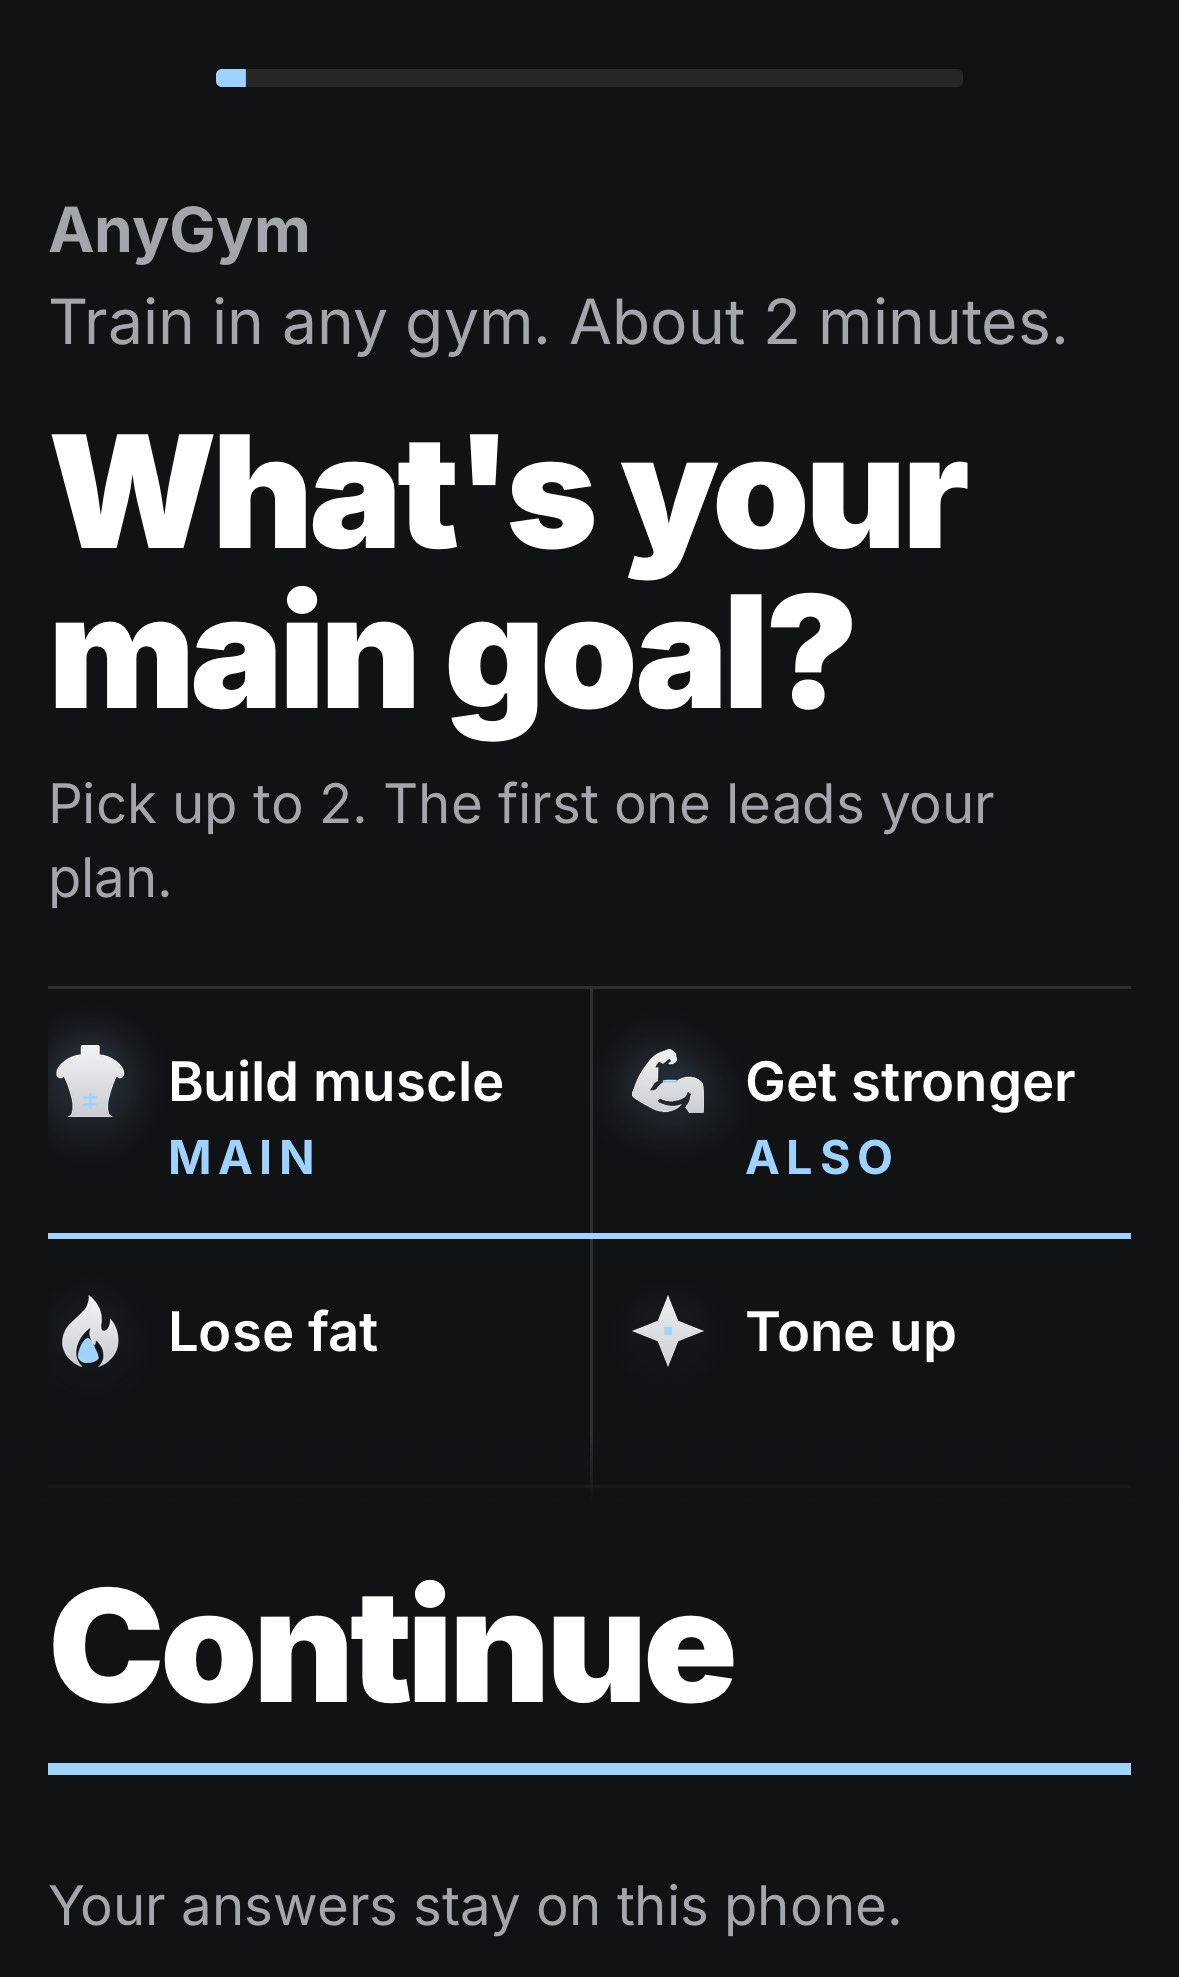 AnyGym
Train in any gym. About 2 minutes.
What's your
main goal?
Pick up to 2. The first one leads your
plan.
Build muscle
MAIN
Get stronger
ALSO
Lose fat
Tone up
Continue
Your answers stay on this phone.